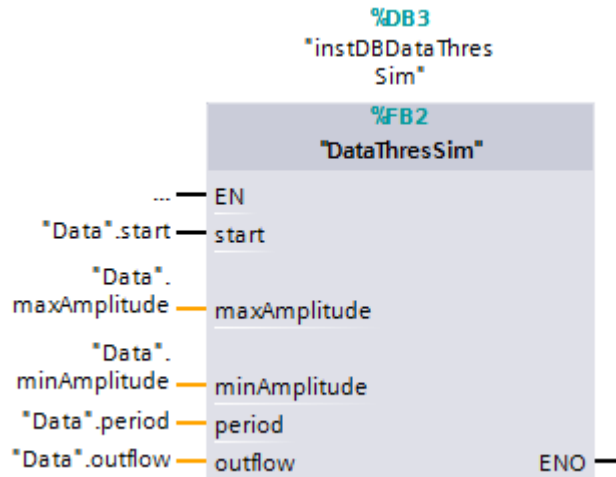 %DB3
"instDBDataThres
Sim"
%FB2
"DataThresSim"
... EN
"Data".start start
"Data".
maxAmplitude maxAmplitude
"Data".
minAmplitude minAmplitude
"Data".period period
"Data".outflow outflow ENO